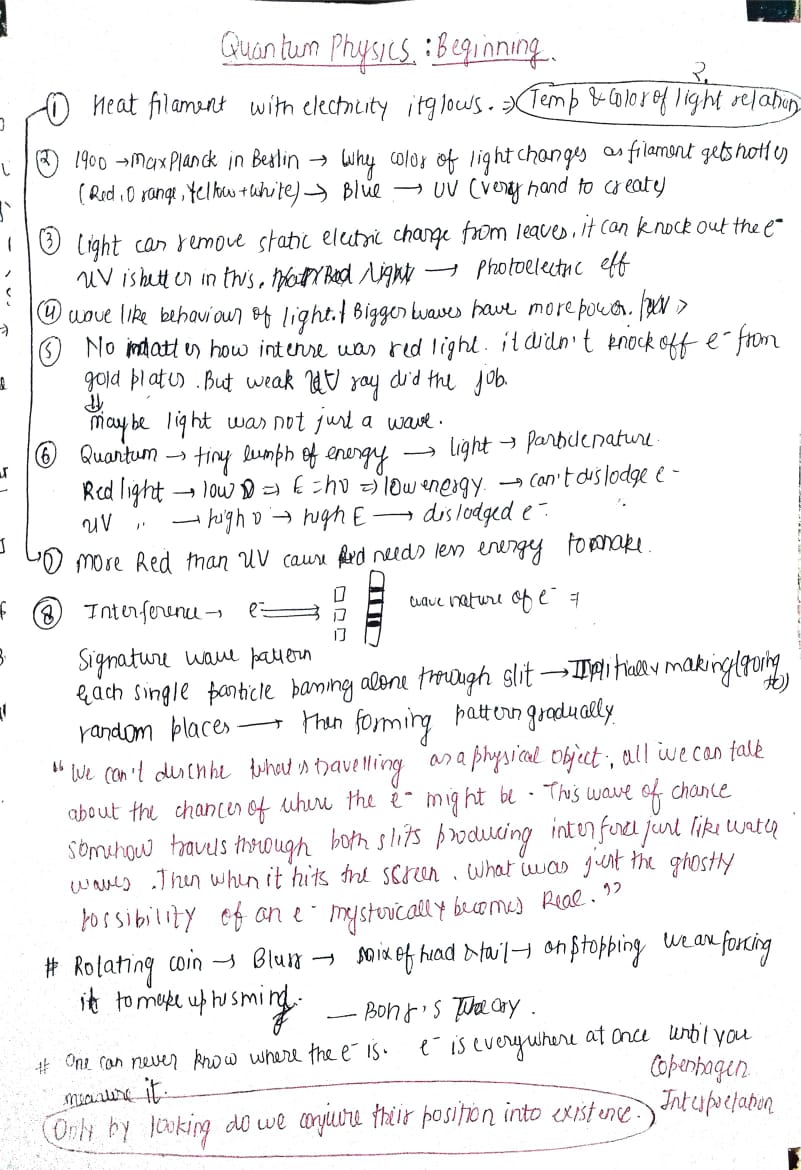 Quantum Physics : Beginning.
① Heat filament with electricity it glows. ⇒ Temp & Color of light relation ?
② 1900 → Max Planck in Berlin → Why color of light changes as filament gets hotter
(Red, Orange, Yellow + white) → Blue → UV (very hard to create)
③ Light can remove static electric charge from leaves, it can knock out the e-
UV is better in this, → Photoelectric eff
④ wave like behaviour of light. Bigger waves have more power.
⑤ No matter how intense was red light. it didn't knock off e- from
gold plates. But weak UV ray did the job.
⇓
maybe light was not just a wave.
⑥ Quantum → tiny lumph of energy → light → Particle nature.
Red light → low ν ⇒ E = hν ⇒ low energy. → can't dislodge e-
UV " → high ν → high E → dislodged e-.
⑦ more Red than UV cause Red needs less energy to make.
⑧ Interference → e- wave nature of e-
Signature wave pattern
Each single particle passing alone through slit → Initially making (going to)
random places → then forming pattern gradually.
" We can't describe what is travelling as a physical object, all we can talk
about the chances of where the e- might be. This wave of chance
somehow travels through both slits producing interference just like water
waves. Then when it hits the screen. What was just the ghostly
possibility of an e- mysterically becomes Real. "
# Rotating coin → Blurr → mix of head & tail → on stopping we are forcing
it to make up its mind.
— Bohr's Theory.
# One can never know where the e- is. e- is everywhere at once until you
measure it.
Copenhagen
Interpretation
Only by looking do we conjure their position into existence.